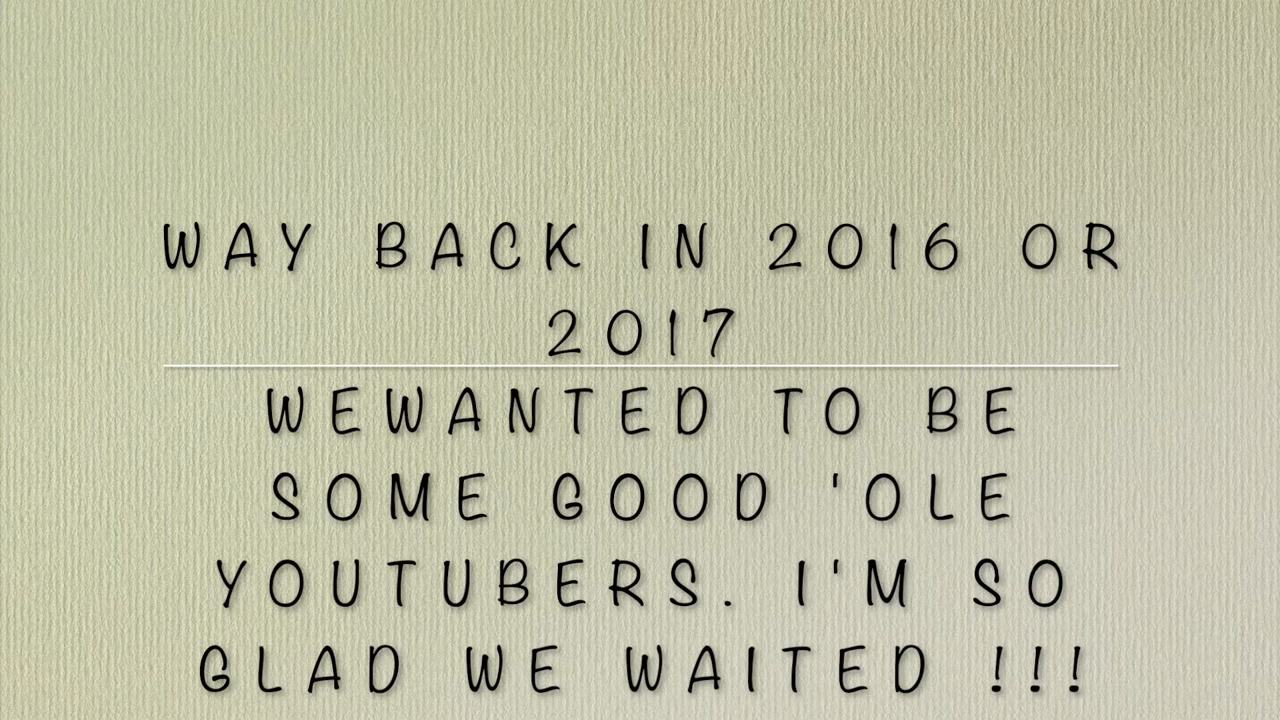 WAY BACK IN 2016 OR
2017
WEWANTED TO BE
SOME GOOD 'OLE
YOUTUBERS. I'M SO
GLAD WE WAITED !!!